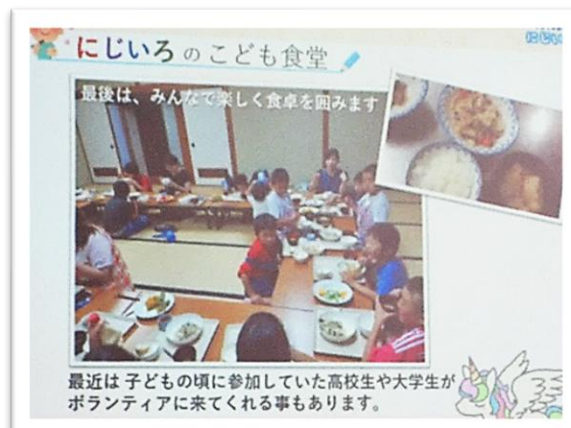 にじいろのこども食堂
最後は、みんなで楽しく食卓を囲みます
最近は 子どもの頃に参加していた高校生や大学生が
ボランティアに来てくれる事もあります。